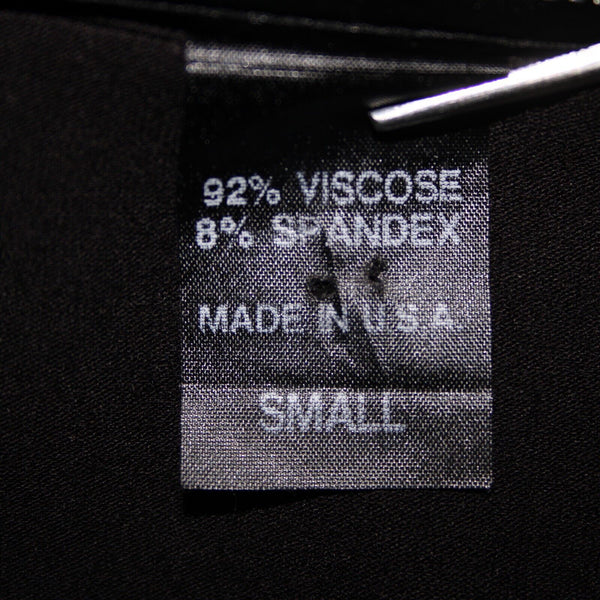 92% VISCOSE
8% SPANDEX
MADE IN U.S.A.
SMALL